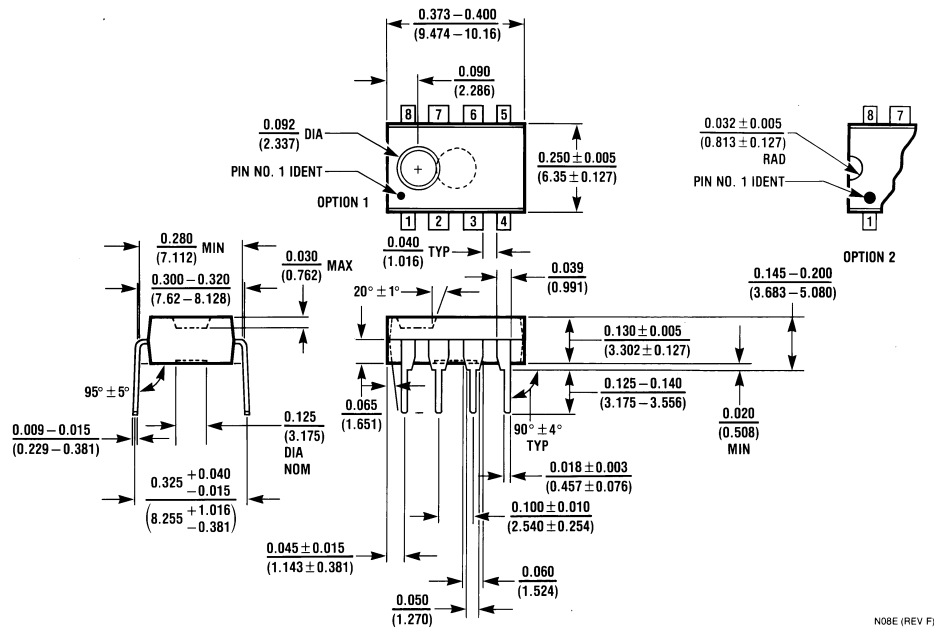 0.373 – 0.400
(9.474 – 10.16)
0.090
(2.286)
8 7 6 5
0.092 DIA
(2.337)
PIN NO. 1 IDENT
OPTION 1
+
1 2 3 4
0.250 ± 0.005
(6.35 ± 0.127)
8 7
0.032 ± 0.005
(0.813 ± 0.127)
RAD
PIN NO. 1 IDENT
1
OPTION 2
0.280 MIN
(7.112)
0.300 – 0.320
(7.62 – 8.128)
0.030 MAX
(0.762)
0.040 TYP
(1.016)
20° ± 1°
0.039
(0.991)
0.145 – 0.200
(3.683 – 5.080)
0.130 ± 0.005
(3.302 ± 0.127)
0.125 – 0.140
(3.175 – 3.556)
0.020
(0.508)
MIN
95° ± 5°
0.009 – 0.015
(0.229 – 0.381)
0.125
(3.175)
DIA
NOM
0.065
(1.651)
90° ± 4°
TYP
0.325 +0.040
−0.015
(8.255 +1.016
−0.381)
0.018 ± 0.003
(0.457 ± 0.076)
0.100 ± 0.010
(2.540 ± 0.254)
0.045 ± 0.015
(1.143 ± 0.381)
0.060
(1.524)
0.050
(1.270)
N08E (REV F)